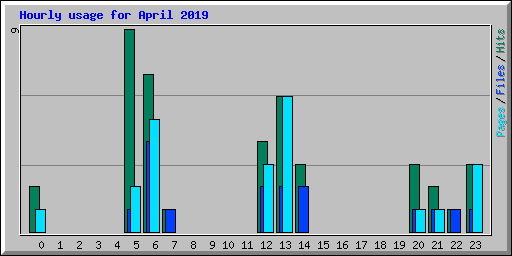 Hourly usage for April 2019
9
Pages / Files / Hits
0 1 2 3 4 5 6 7 8 9 10 11 12 13 14 15 16 17 18 19 20 21 22 23